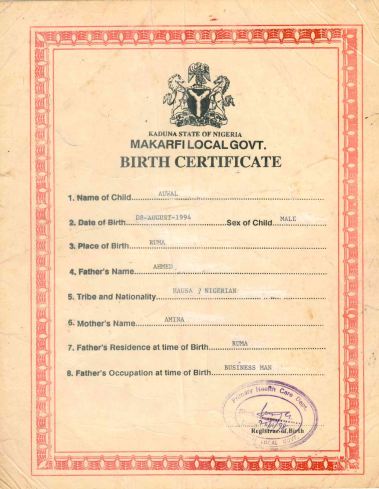 KADUNA STATE OF NIGERIA
MAKARFI LOCAL GOVT.
BIRTH CERTIFICATE
1. Name of Child AUWAL
2. Date of Birth 08-AUGUST-1994 Sex of Child MALE
3. Place of Birth RUMA
4. Father's Name AHMED
5. Tribe and Nationality HAUSA / NIGERIAN
6. Mother's Name AMINA
7. Father's Residence at time of Birth RUMA
8. Father's Occupation at time of Birth BUSINESS MAN
Primary Health Care Dept.
Registrar of Birth
LOCAL GOVT